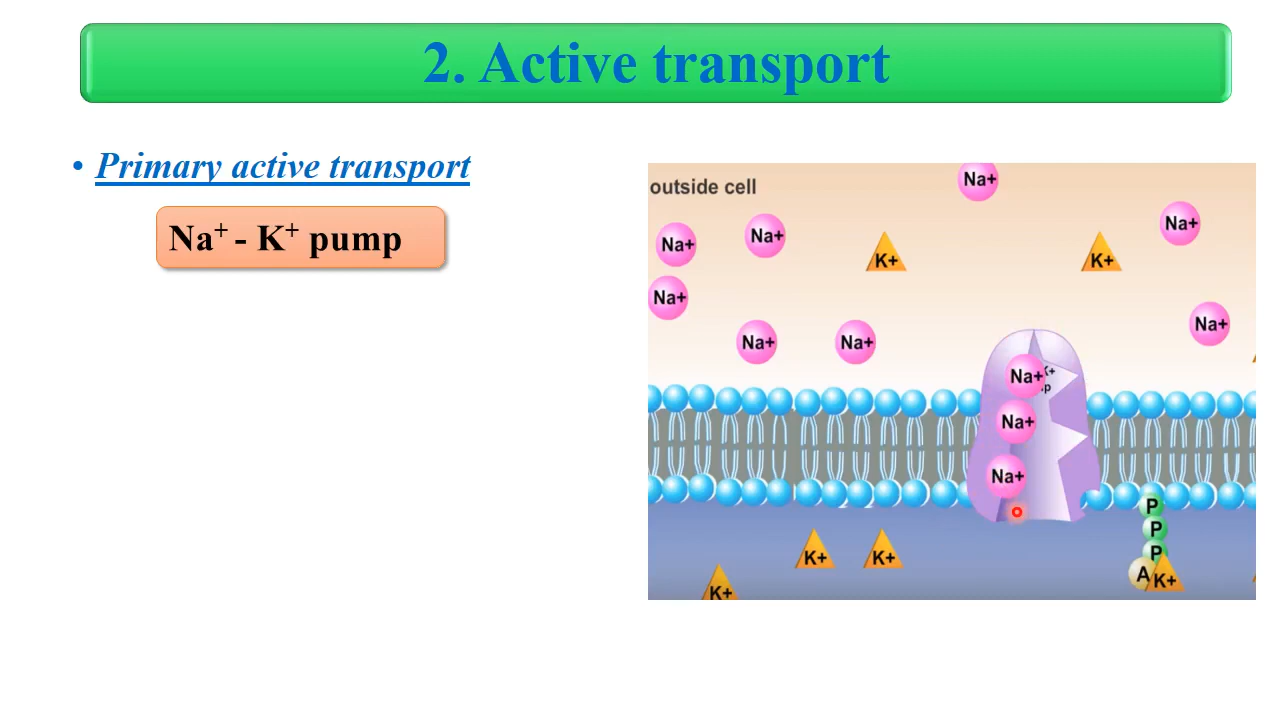 2. Active transport
• Primary active transport
Na+ - K+ pump
outside cell
Na+
Na+
Na+
Na+
K+
K+
Na+
Na+
Na+
Na+
Na+
K+
Na+
Na+
P
P
P
A
K+
K+
K+
K+